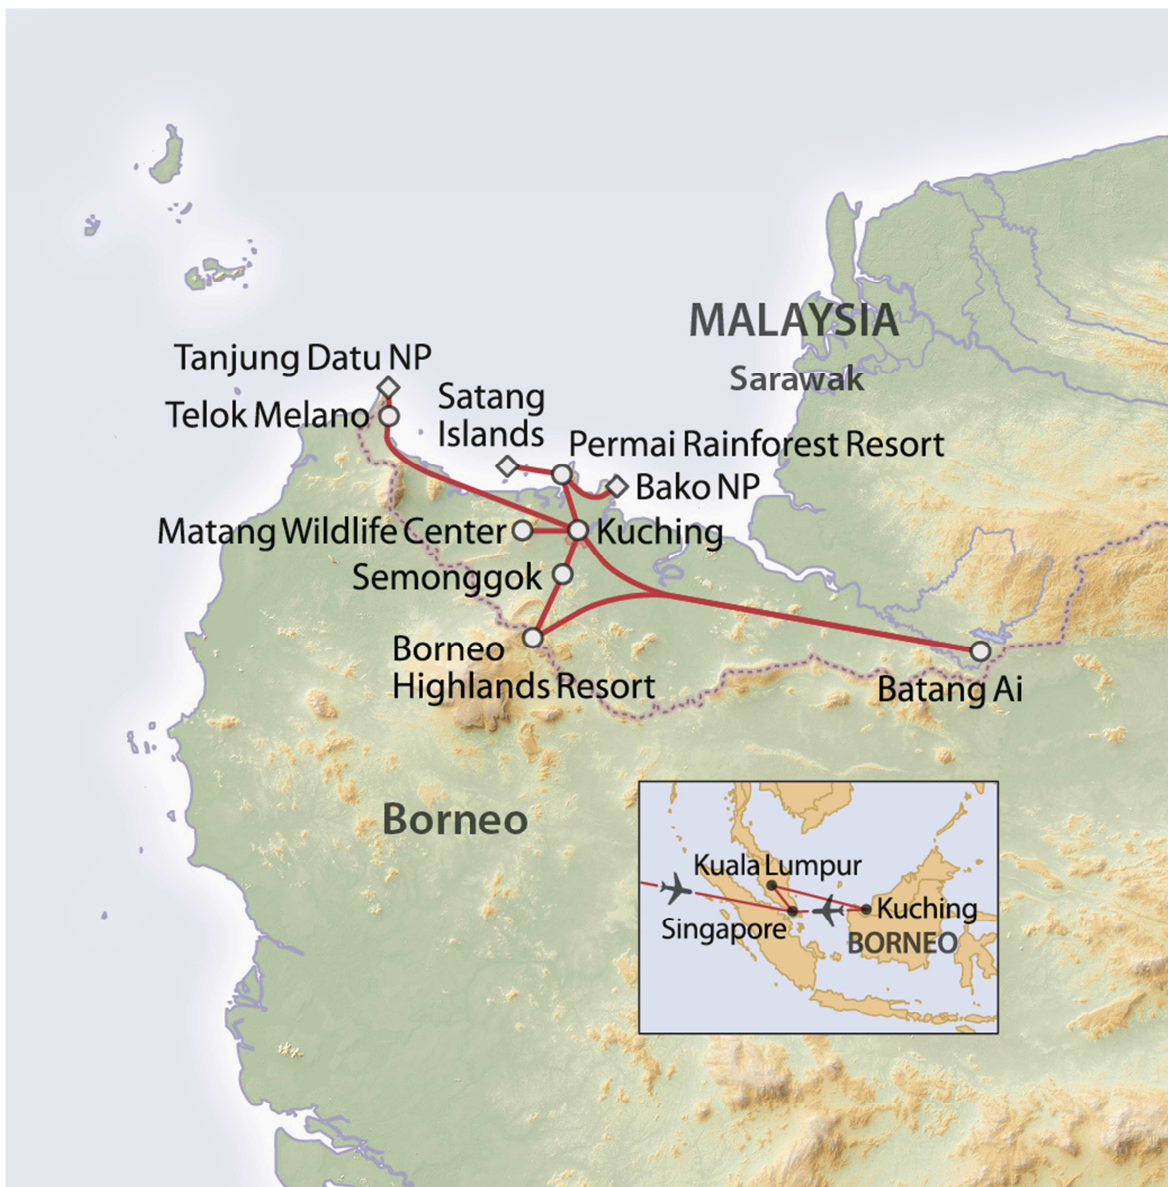 MALAYSIA
Sarawak
Tanjung Datu NP
Telok Melano
Satang
Islands
Permai Rainforest Resort
Bako NP
Matang Wildlife Center
Kuching
Semonggok
Borneo
Highlands Resort
Batang Ai
Borneo
Kuala Lumpur
Kuching
Singapore
BORNEO